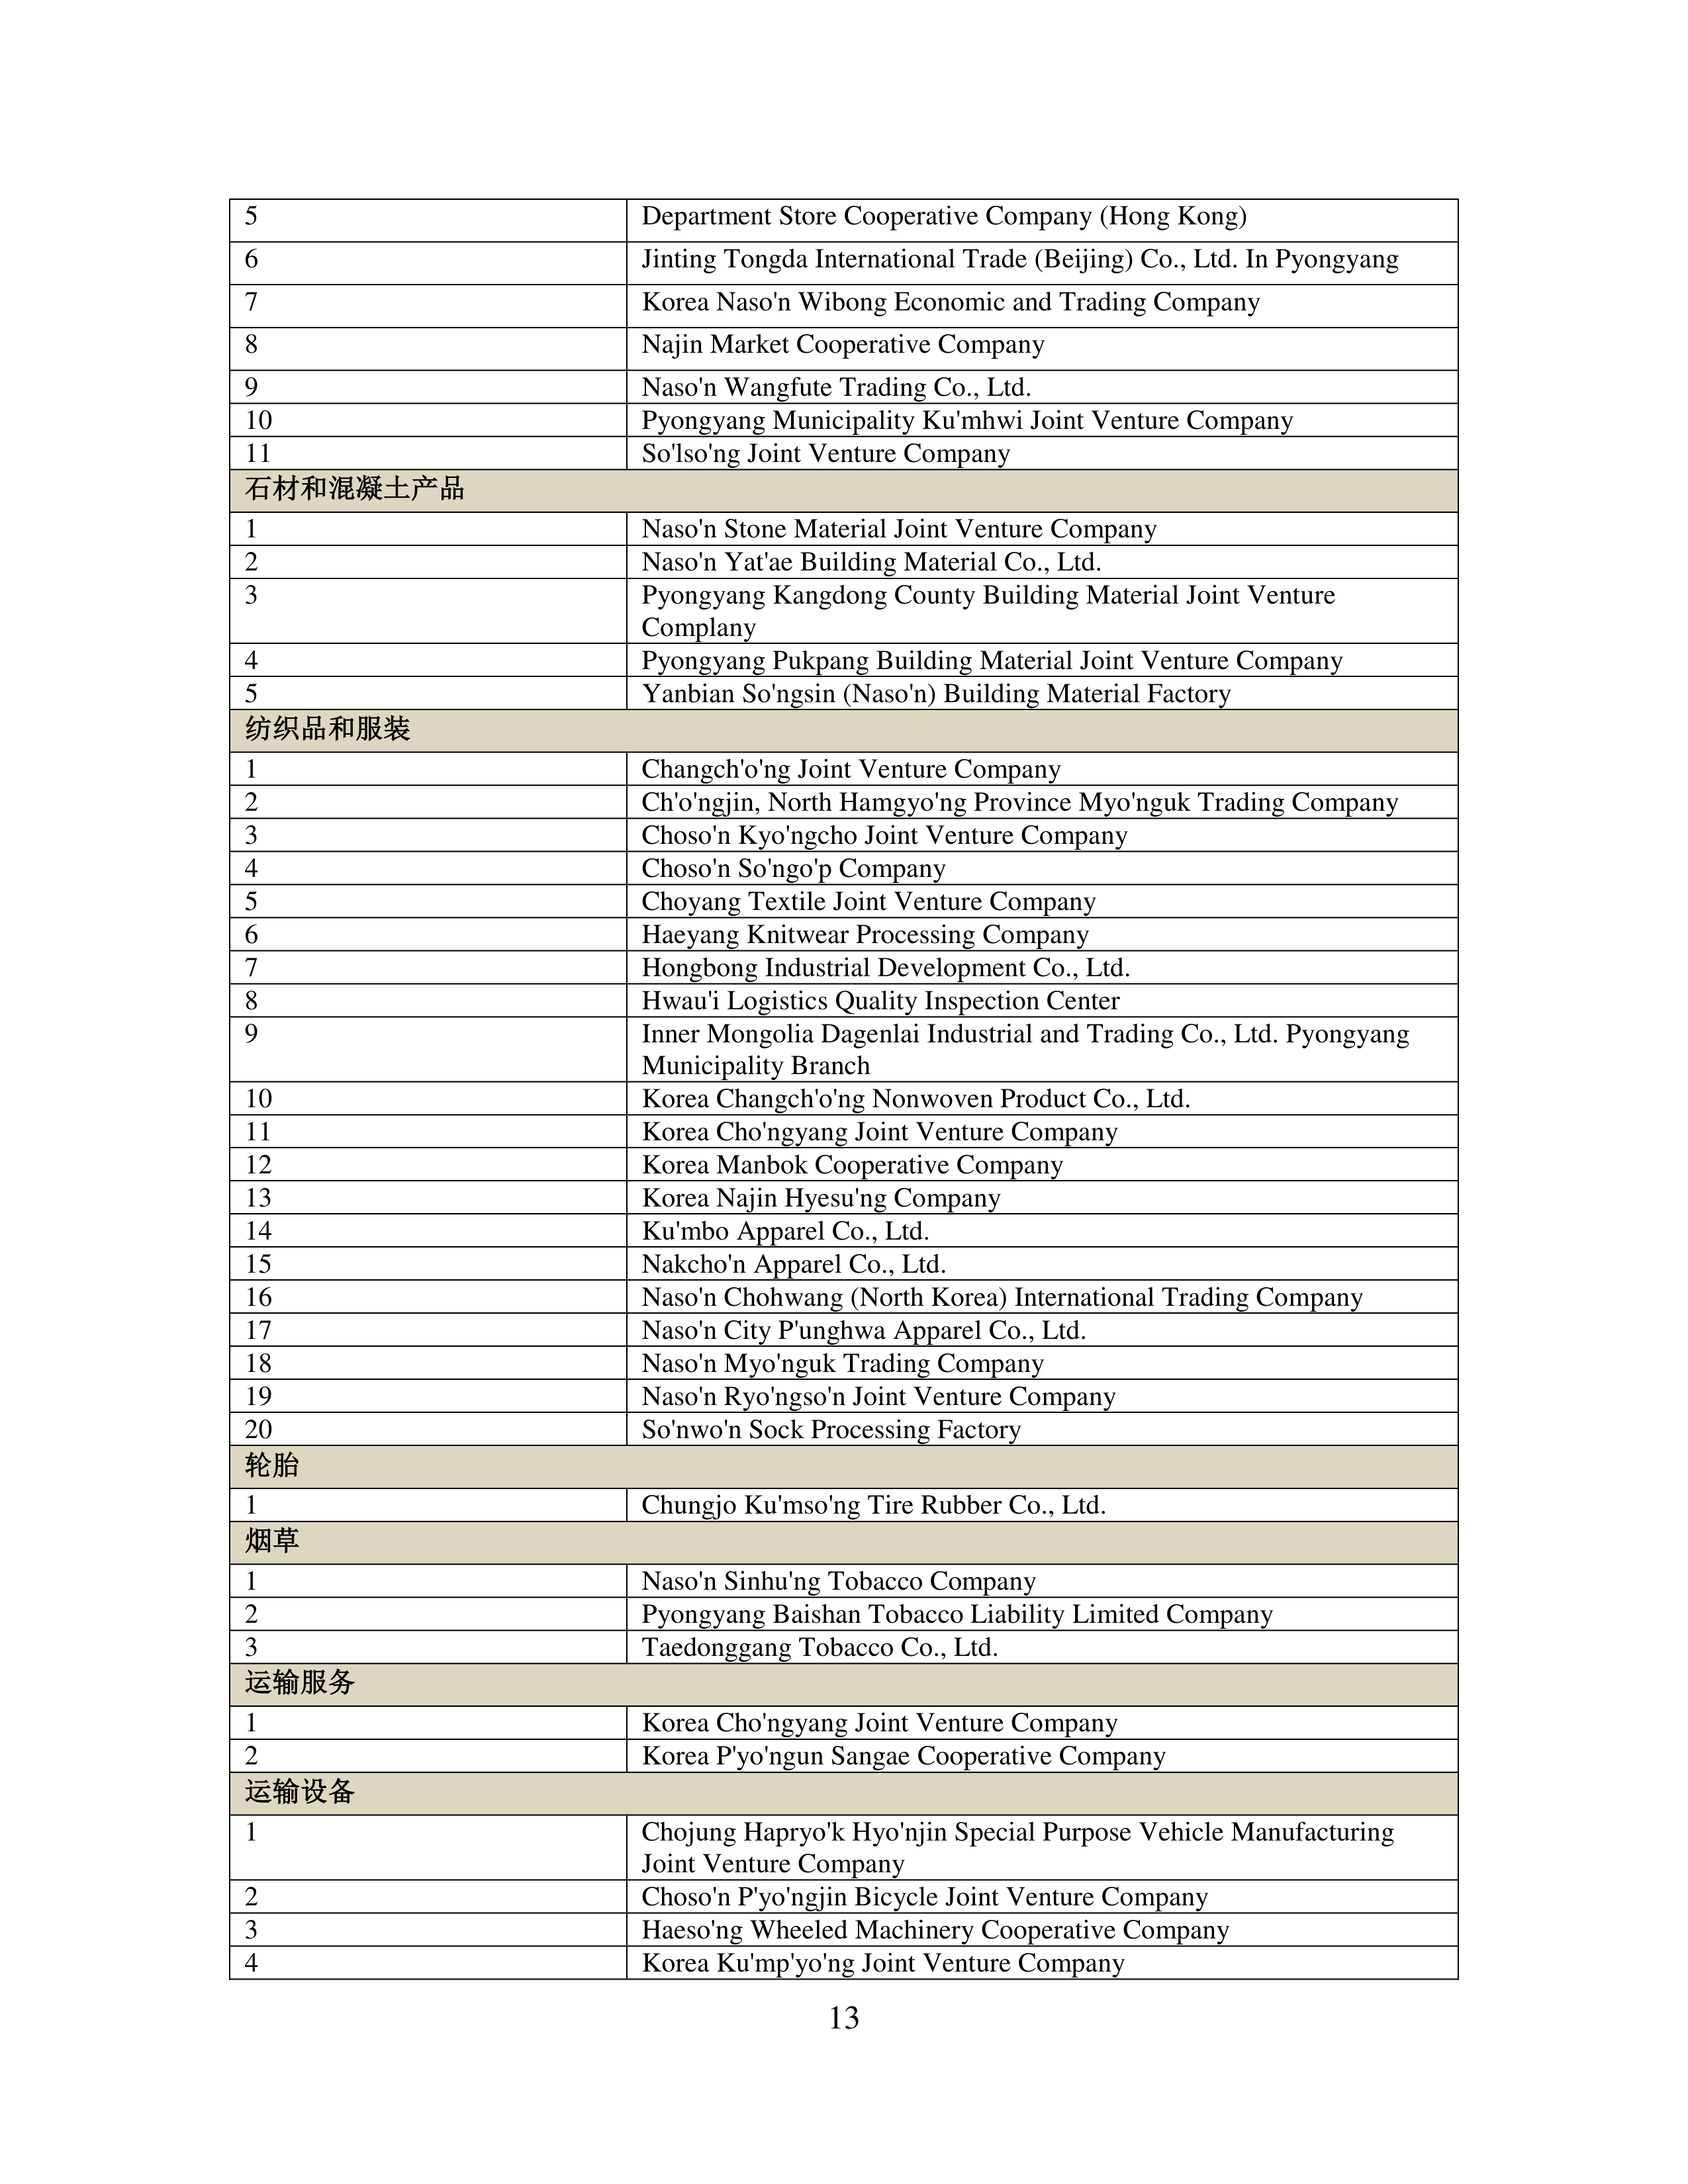 5 Department Store Cooperative Company (Hong Kong)
6 Jinting Tongda International Trade (Beijing) Co., Ltd. In Pyongyang
7 Korea Naso'n Wibong Economic and Trading Company
8 Najin Market Cooperative Company
9 Naso'n Wangfute Trading Co., Ltd.
10 Pyongyang Municipality Ku'mhwi Joint Venture Company
11 So'lso'ng Joint Venture Company
石材和混凝土产品
1 Naso'n Stone Material Joint Venture Company
2 Naso'n Yat'ae Building Material Co., Ltd.
3 Pyongyang Kangdong County Building Material Joint Venture
Complany
4 Pyongyang Pukpang Building Material Joint Venture Company
5 Yanbian So'ngsin (Naso'n) Building Material Factory
纺织品和服装
1 Changch'o'ng Joint Venture Company
2 Ch'o'ngjin, North Hamgyo'ng Province Myo'nguk Trading Company
3 Choso'n Kyo'ngcho Joint Venture Company
4 Choso'n So'ngo'p Company
5 Choyang Textile Joint Venture Company
6 Haeyang Knitwear Processing Company
7 Hongbong Industrial Development Co., Ltd.
8 Hwau'i Logistics Quality Inspection Center
9 Inner Mongolia Dagenlai Industrial and Trading Co., Ltd. Pyongyang
Municipality Branch
10 Korea Changch'o'ng Nonwoven Product Co., Ltd.
11 Korea Cho'ngyang Joint Venture Company
12 Korea Manbok Cooperative Company
13 Korea Najin Hyesu'ng Company
14 Ku'mbo Apparel Co., Ltd.
15 Nakcho'n Apparel Co., Ltd.
16 Naso'n Chohwang (North Korea) International Trading Company
17 Naso'n City P'unghwa Apparel Co., Ltd.
18 Naso'n Myo'nguk Trading Company
19 Naso'n Ryo'ngso'n Joint Venture Company
20 So'nwo'n Sock Processing Factory
轮胎
1 Chungjo Ku'mso'ng Tire Rubber Co., Ltd.
烟草
1 Naso'n Sinhu'ng Tobacco Company
2 Pyongyang Baishan Tobacco Liability Limited Company
3 Taedonggang Tobacco Co., Ltd.
运输服务
1 Korea Cho'ngyang Joint Venture Company
2 Korea P'yo'ngun Sangae Cooperative Company
运输设备
1 Chojung Hapryo'k Hyo'njin Special Purpose Vehicle Manufacturing
Joint Venture Company
2 Choso'n P'yo'ngjin Bicycle Joint Venture Company
3 Haeso'ng Wheeled Machinery Cooperative Company
4 Korea Ku'mp'yo'ng Joint Venture Company
13